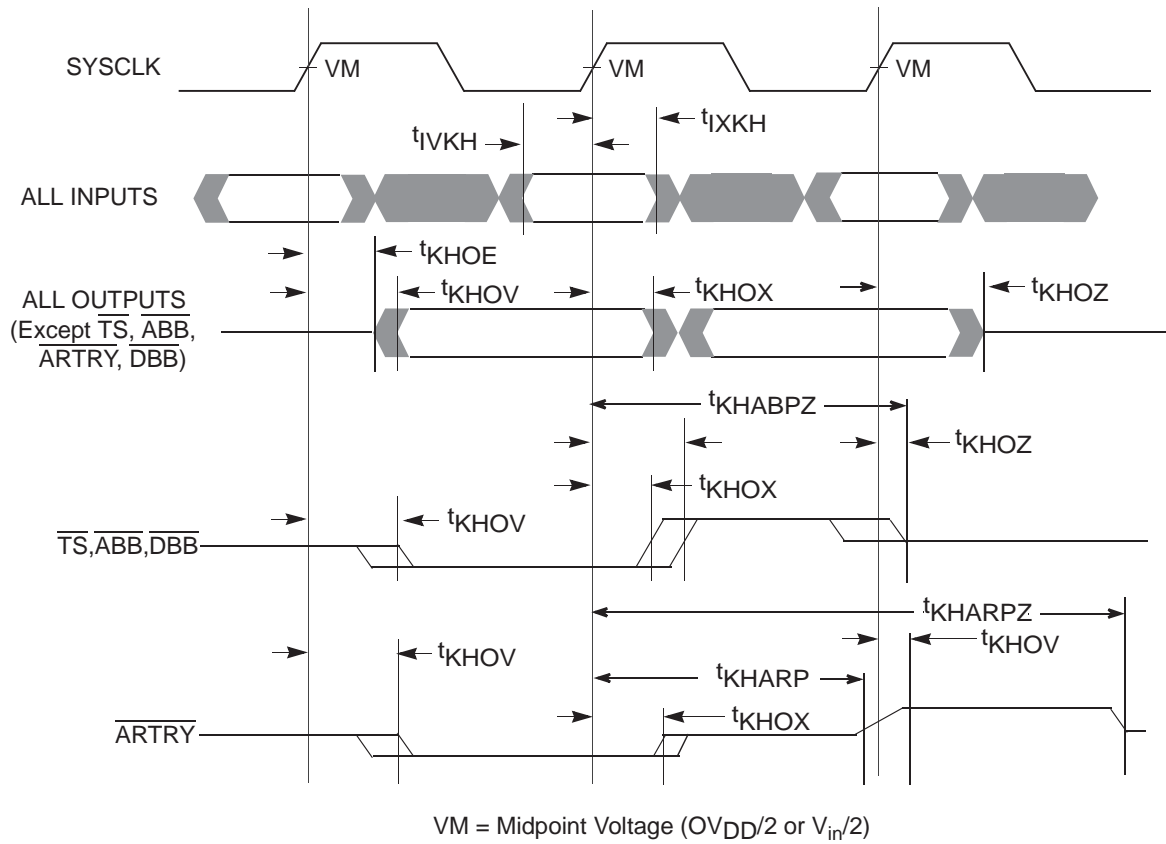 SYSCLK
VM
VM
VM
tIVKH
tIXKH
ALL INPUTS
tKHOE
ALL OUTPUTS
(Except TS, ABB,
ARTRY, DBB)
tKHOV
tKHOX
tKHOZ
tKHABPZ
tKHOZ
tKHOX
tKHOV
TS,ABB,DBB
tKHARPZ
tKHOV
tKHOV
tKHARP
tKHOX
ARTRY
VM = Midpoint Voltage (OVDD/2 or Vin/2)